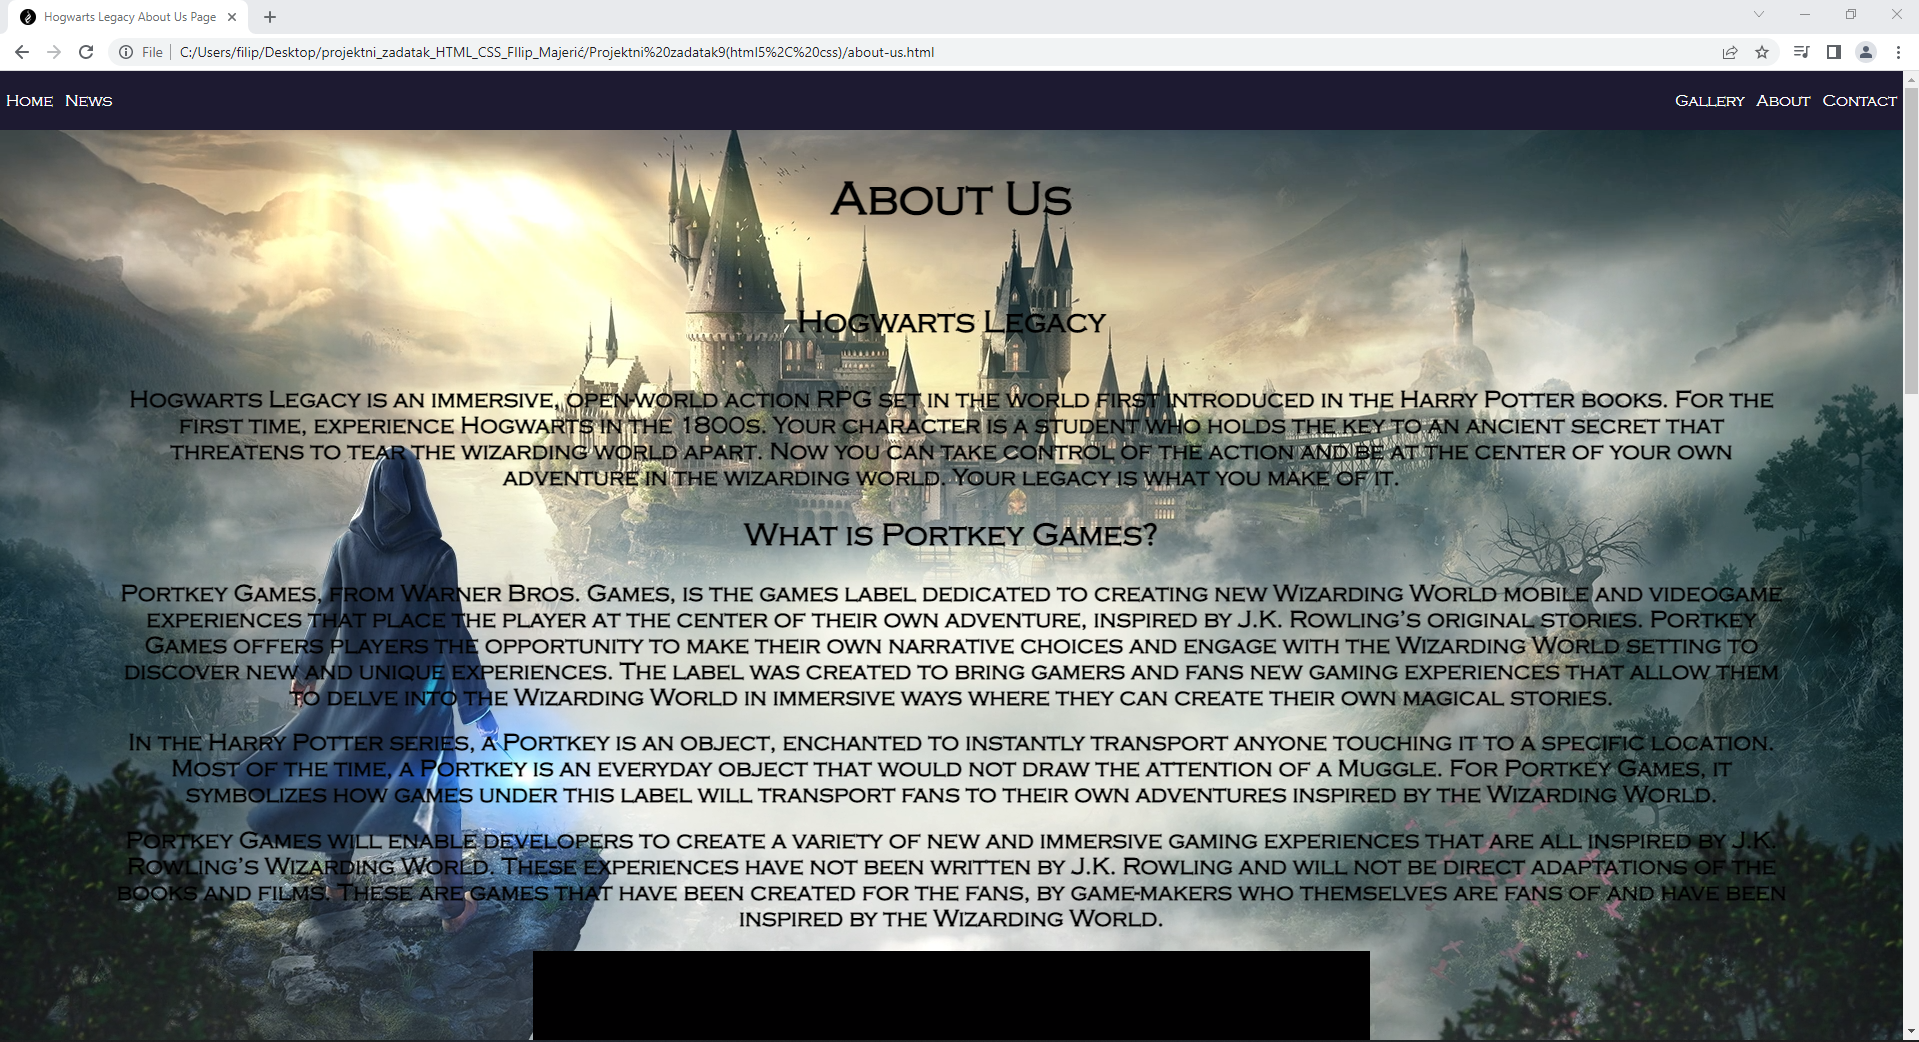 Hogwarts Legacy About Us Page
File
C:/Users/filip/Desktop/projektni_zadatak_HTML_CSS_FIlip_Majerić/Projektni%20zadatak9(html5%2C%20css)/about-us.html
Home News
Gallery About Contact
About Us
Hogwarts Legacy
Hogwarts Legacy is an immersive, open-world action RPG set in the world first introduced in the Harry Potter books. For the
first time, experience Hogwarts in the 1800s. Your character is a student who holds the key to an ancient secret that
threatens to tear the wizarding world apart. Now you can take control of the action and be at the center of your own
adventure in the wizarding world. Your legacy is what you make of it.
What is Portkey Games?
Portkey Games, from Warner Bros. Games, is the games label dedicated to creating new Wizarding World mobile and videogame
experiences that place the player at the center of their own adventure, inspired by J.K. Rowling’s original stories. Portkey
Games offers players the opportunity to make their own narrative choices and engage with the Wizarding World setting to
discover new and unique experiences. The label was created to bring gamers and fans new gaming experiences that allow them
to delve into the Wizarding World in immersive ways where they can create their own magical stories.
In the Harry Potter series, a Portkey is an object, enchanted to instantly transport anyone touching it to a specific location.
Most of the time, a Portkey is an everyday object that would not draw the attention of a Muggle. For Portkey Games, it
symbolizes how games under this label will transport fans to their own adventures inspired by the Wizarding World.
Portkey Games will enable developers to create a variety of new and immersive gaming experiences that are all inspired by J.K.
Rowling’s Wizarding World. These experiences have not been written by J.K. Rowling and will not be direct adaptations of the
books and films. These are games that have been created for the fans, by game-makers who themselves are fans of and have been
inspired by the Wizarding World.